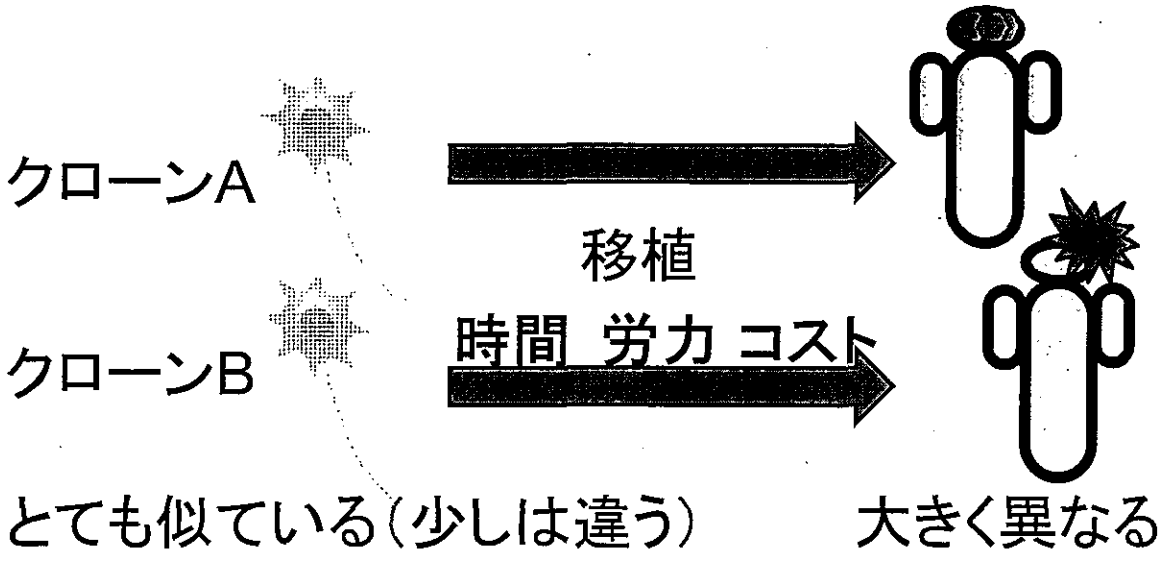 クローンA
移植
時間 労力 コスト
クローンB
とても似ている(少しは違う)
大きく異なる